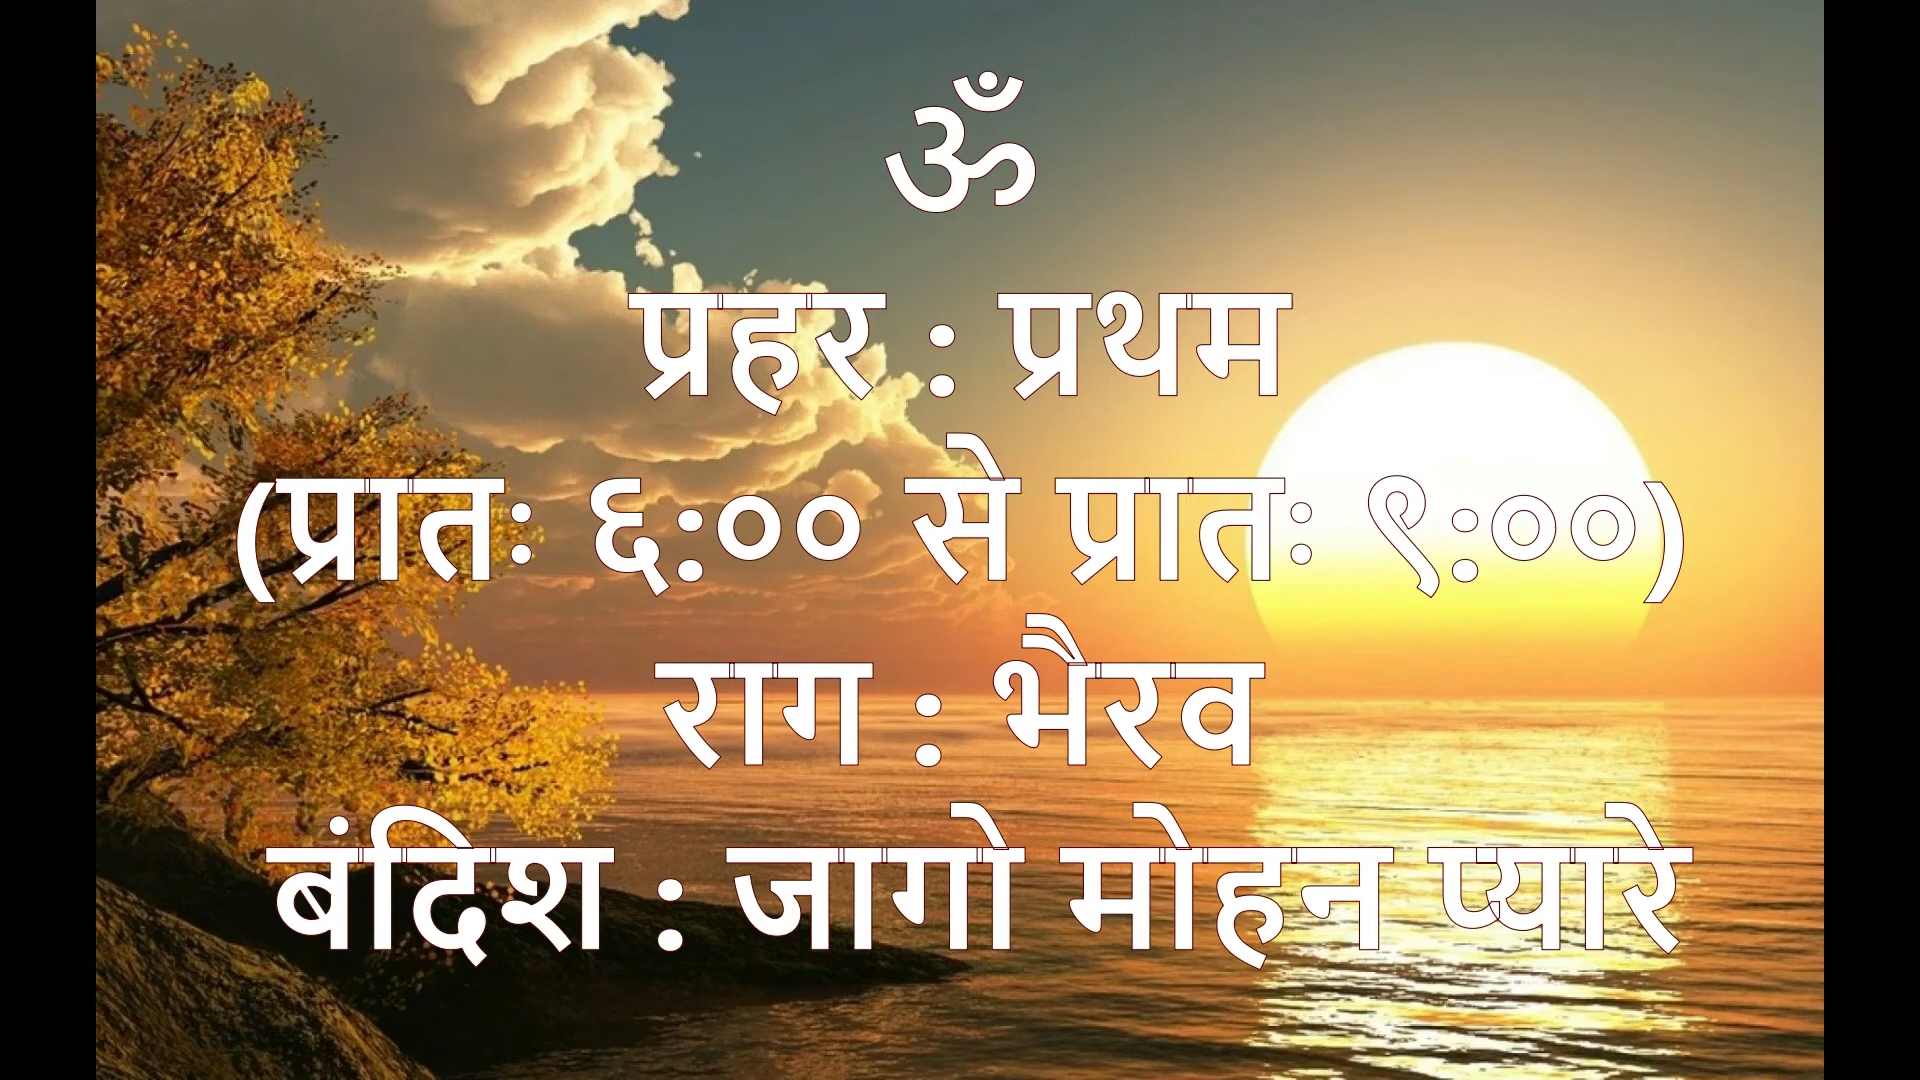 ॐ
प्रहर : प्रथम
(प्रातः ६:०० से प्रातः ९:००)
राग : भैरव
बंदिश : जागो मोहन प्यारे